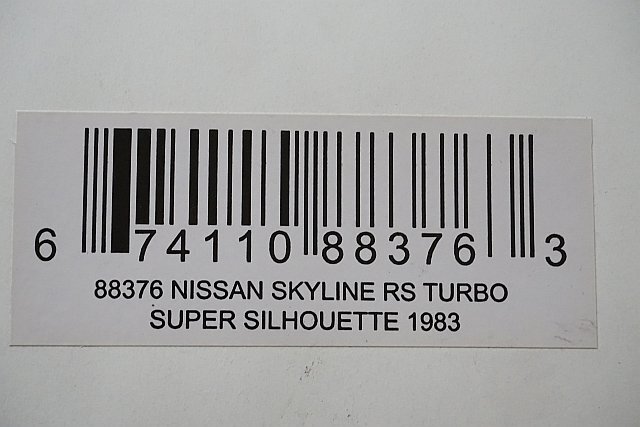 6 74110 88376 3
88376 NISSAN SKYLINE RS TURBO
SUPER SILHOUETTE 1983